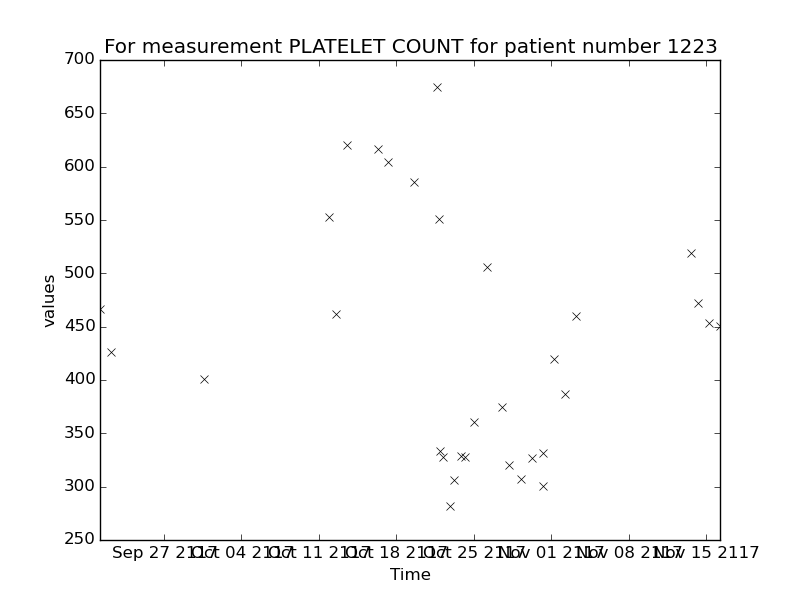 For measurement PLATELET COUNT for patient number 1223
700
650
600
550
500
450
400
350
300
250
values
Sep 27 2117
Oct 04 2117
Oct 11 2117
Oct 18 2117
Oct 25 2117
Nov 01 2117
Nov 08 2117
Nov 15 2117
Time